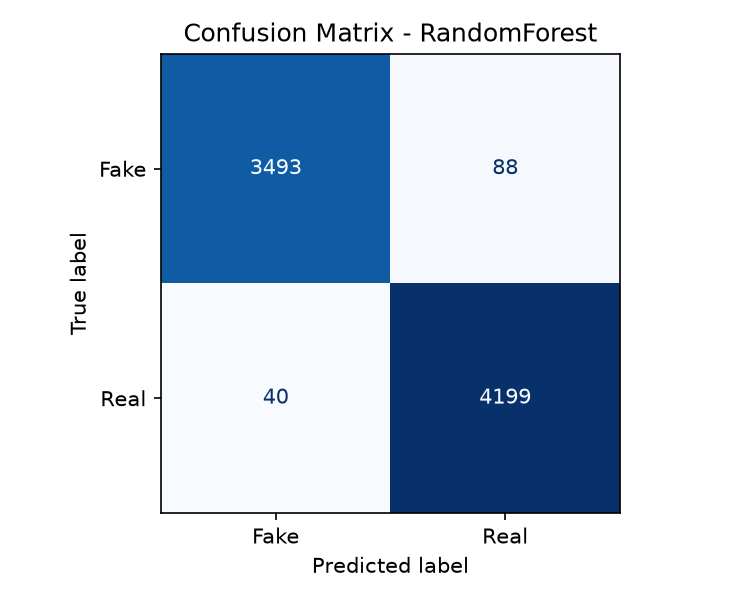 Confusion Matrix - RandomForest
True label
Fake
3493
88
Real
40
4199
Fake
Real
Predicted label